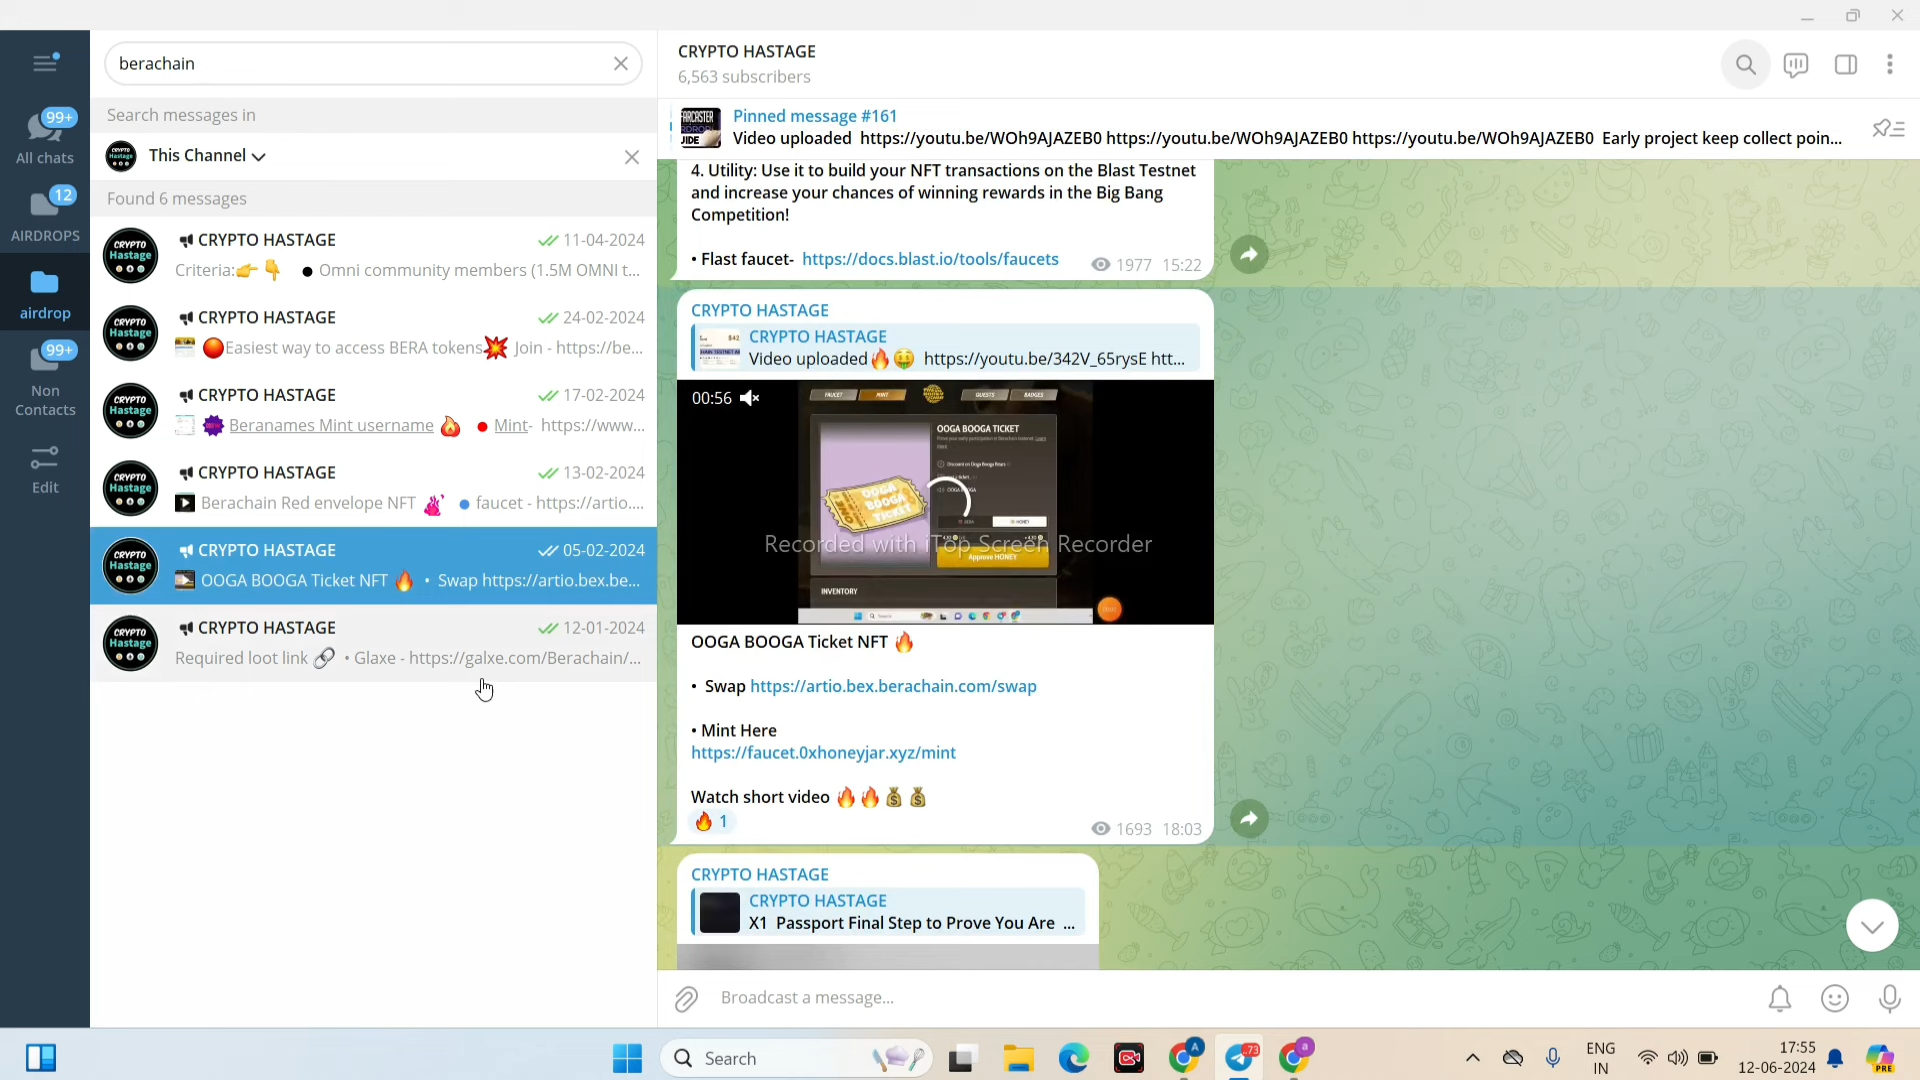 berachain
Search messages in
This Channel
Found 6 messages
CRYPTO HASTAGE 11-04-2024
Criteria:👉👇 ● Omni community members (1.5M OMNI t...
CRYPTO HASTAGE 24-02-2024
🔴Easiest way to access BERA tokens💥 Join - https://be...
CRYPTO HASTAGE 17-02-2024
Beranames Mint username 🔥 ● Mint- https://www...
CRYPTO HASTAGE 13-02-2024
Berachain Red envelope NFT ● faucet - https://artio....
CRYPTO HASTAGE 05-02-2024
OOGA BOOGA Ticket NFT 🔥 • Swap https://artio.bex.be...
CRYPTO HASTAGE 12-01-2024
Required loot link 🔗 • Glaxe - https://galxe.com/Berachain/...
99+
All chats
12
AIRDROPS
airdrop
99+
Non
Contacts
Edit
CRYPTO HASTAGE
6,563 subscribers
Pinned message #161
Video uploaded https://youtu.be/WOh9AJAZEB0 https://youtu.be/WOh9AJAZEB0 https://youtu.be/WOh9AJAZEB0 Early project keep collect poin...
4. Utility: Use it to build your NFT transactions on the Blast Testnet
and increase your chances of winning rewards in the Big Bang
Competition!
• Flast faucet- https://docs.blast.io/tools/faucets 1977 15:22
CRYPTO HASTAGE
CRYPTO HASTAGE
Video uploaded🔥🤑 https://youtu.be/342V_65rysE htt...
00:56
FAUCET MINT QUESTS BADGES
OOGA BOOGA TICKET
OOGA BOOGA TICKET
Approve HONEY
INVENTORY
Recorded with iTop Screen Recorder
OOGA BOOGA Ticket NFT 🔥
• Swap https://artio.bex.berachain.com/swap
• Mint Here
https://faucet.0xhoneyjar.xyz/mint
Watch short video 🔥🔥💰💰
🔥 1
1693 18:03
CRYPTO HASTAGE
CRYPTO HASTAGE
X1 Passport Final Step to Prove You Are ...
Broadcast a message...
Search
ENG
IN
17:55
12-06-2024